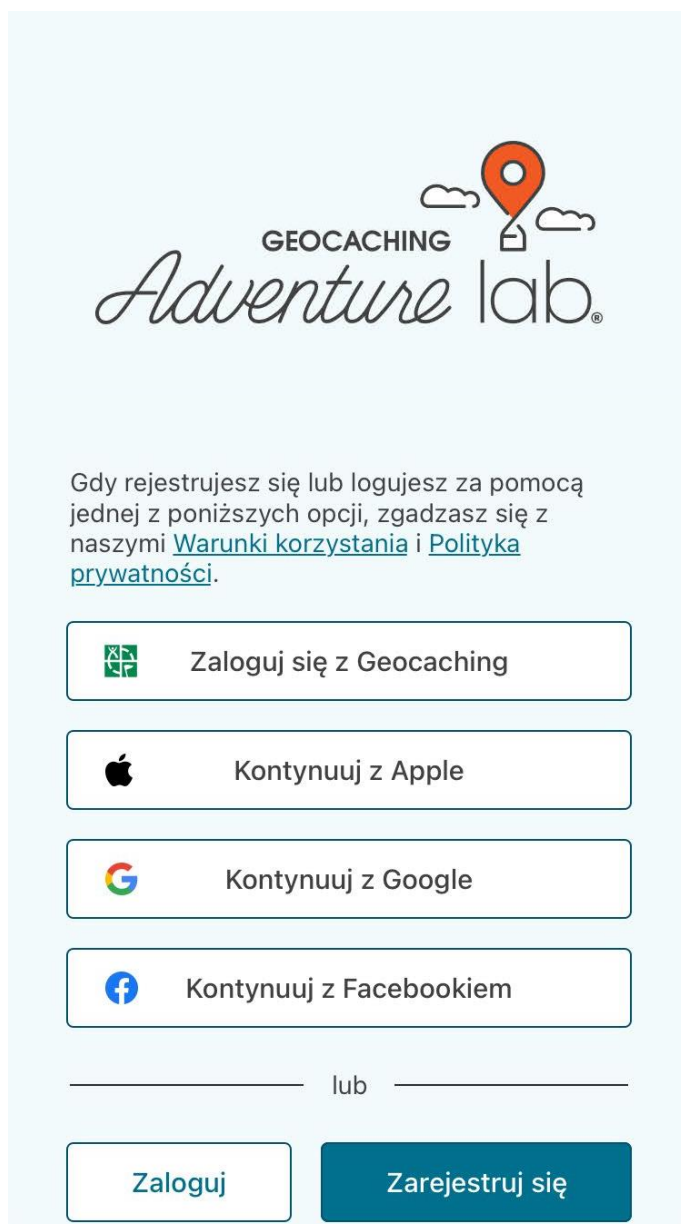 GEOCACHING
Adventure lab®
Gdy rejestrujesz się lub logujesz za pomocą
jednej z poniższych opcji, zgadzasz się z
naszymi Warunki korzystania i Polityka
prywatności.
Zaloguj się z Geocaching
Kontynuuj z Apple
Kontynuuj z Google
Kontynuuj z Facebookiem
lub
Zaloguj
Zarejestruj się